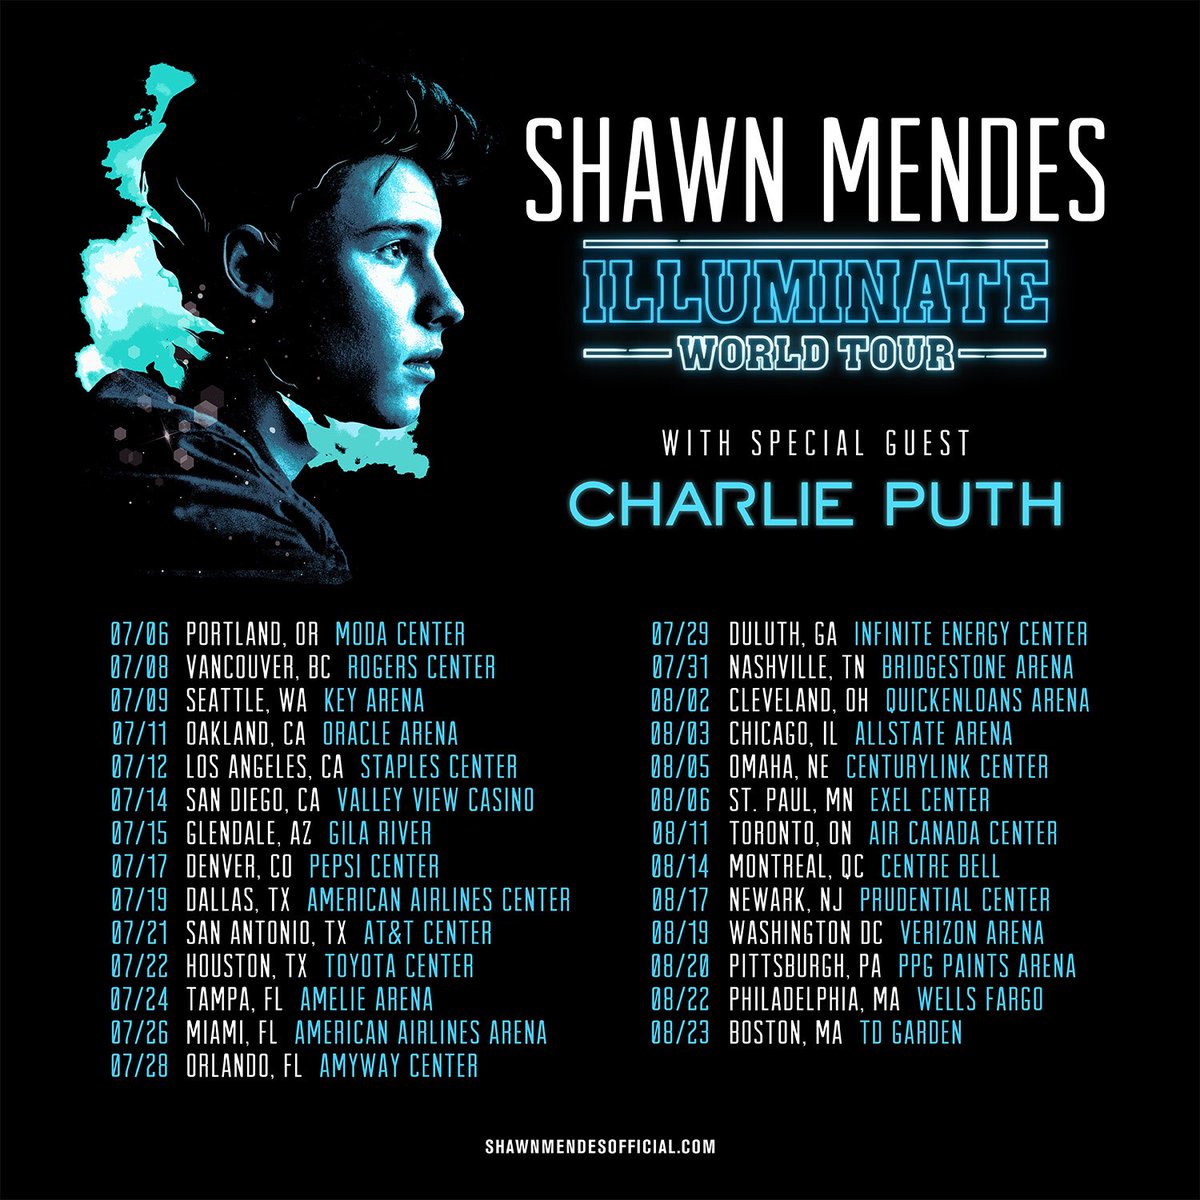 SHAWN MENDES
ILLUMINATE
WORLD TOUR
WITH SPECIAL GUEST
CHARLIE PUTH
07/06 PORTLAND, OR MODA CENTER
07/08 VANCOUVER, BC ROGERS CENTER
07/09 SEATTLE, WA KEY ARENA
07/11 OAKLAND, CA ORACLE ARENA
07/12 LOS ANGELES, CA STAPLES CENTER
07/14 SAN DIEGO, CA VALLEY VIEW CASINO
07/15 GLENDALE, AZ GILA RIVER
07/17 DENVER, CO PEPSI CENTER
07/19 DALLAS, TX AMERICAN AIRLINES CENTER
07/21 SAN ANTONIO, TX AT&T CENTER
07/22 HOUSTON, TX TOYOTA CENTER
07/24 TAMPA, FL AMELIE ARENA
07/26 MIAMI, FL AMERICAN AIRLINES ARENA
07/28 ORLANDO, FL AMYWAY CENTER
07/29 DULUTH, GA INFINITE ENERGY CENTER
07/31 NASHVILLE, TN BRIDGESTONE ARENA
08/02 CLEVELAND, OH QUICKENLOANS ARENA
08/03 CHICAGO, IL ALLSTATE ARENA
08/05 OMAHA, NE CENTURYLINK CENTER
08/06 ST. PAUL, MN EXEL CENTER
08/11 TORONTO, ON AIR CANADA CENTER
08/14 MONTREAL, QC CENTRE BELL
08/17 NEWARK, NJ PRUDENTIAL CENTER
08/19 WASHINGTON DC VERIZON ARENA
08/20 PITTSBURGH, PA PPG PAINTS ARENA
08/22 PHILADELPHIA, MA WELLS FARGO
08/23 BOSTON, MA TD GARDEN
SHAWNMENDESOFFICIAL.COM